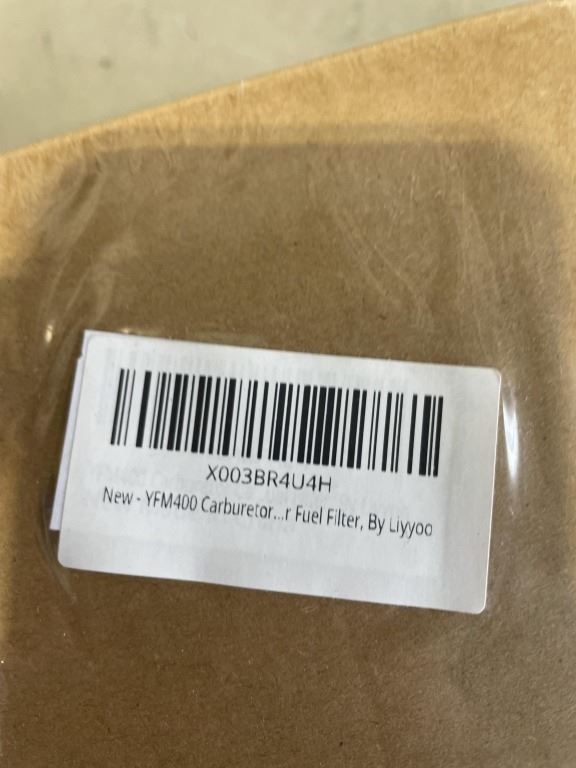 X003BR4U4H
New - YFM400 Carburetor...r Fuel Filter, By Liyyoo